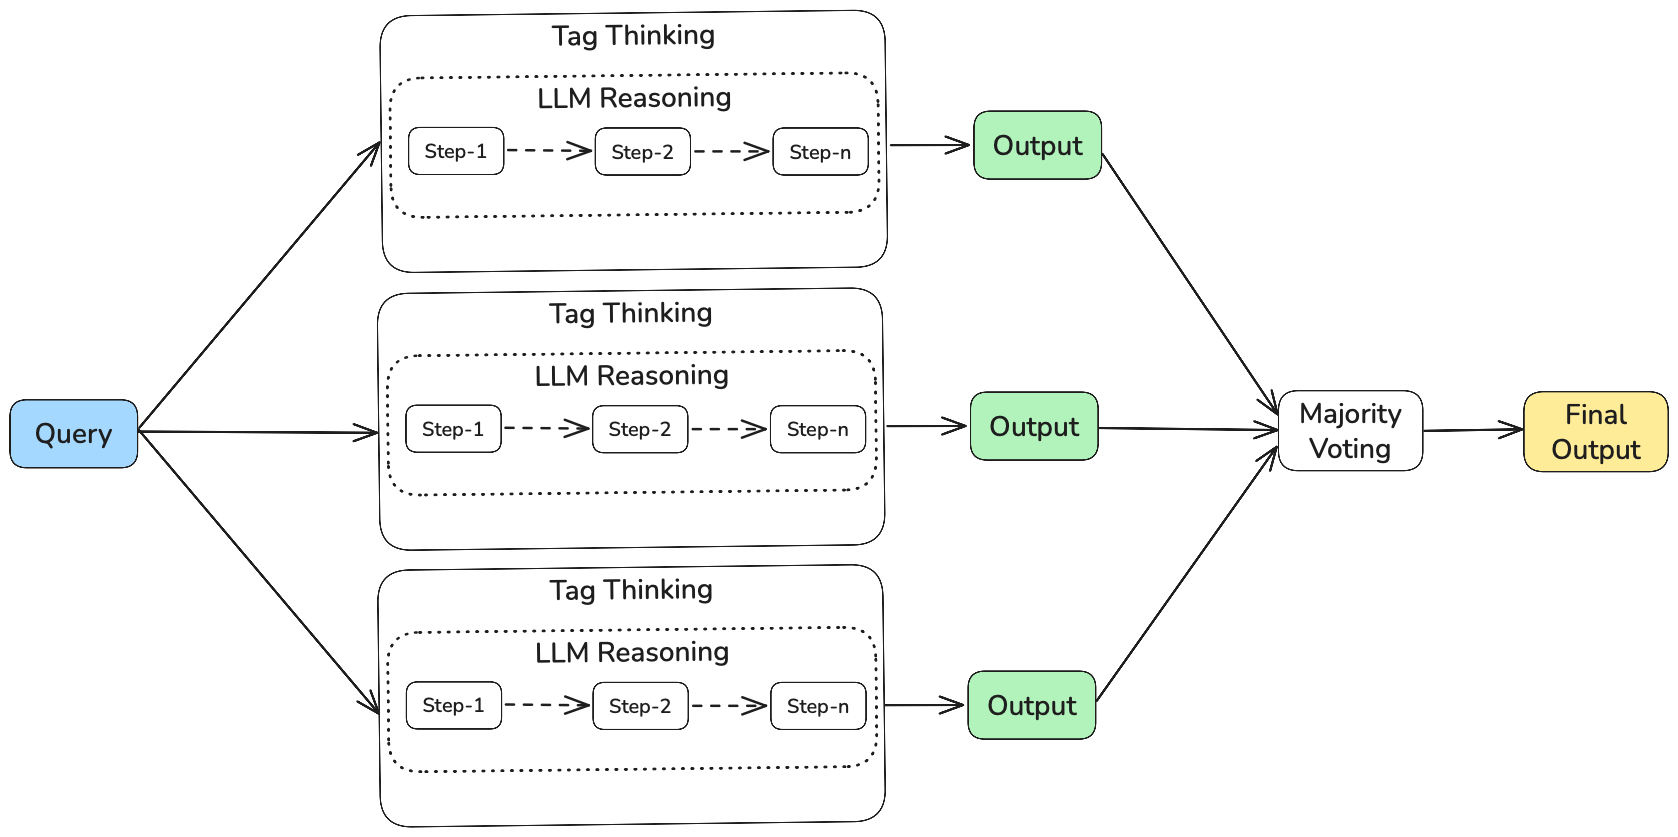 Tag Thinking
LLM Reasoning
Step-1
Step-2
Step-n
Output
Tag Thinking
LLM Reasoning
Step-1
Step-2
Step-n
Output
Query
Majority
Voting
Final
Output
Tag Thinking
LLM Reasoning
Step-1
Step-2
Step-n
Output